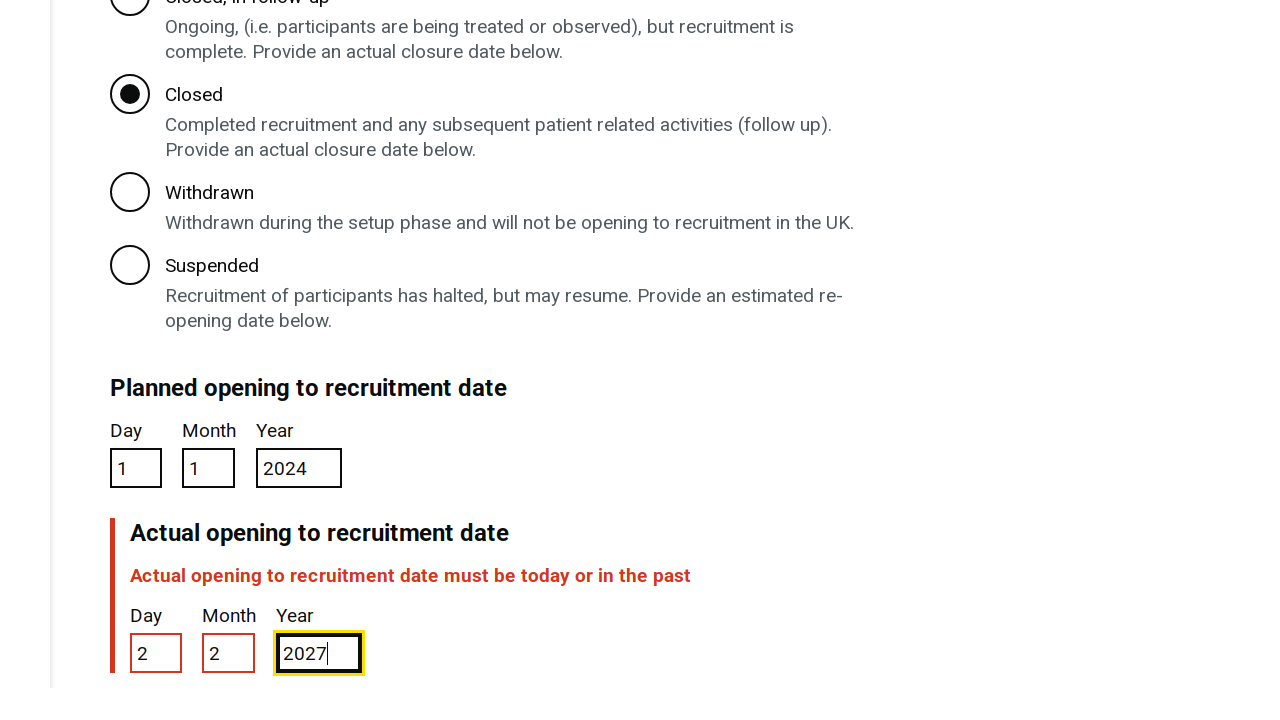 Closed, in follow-up
Ongoing, (i.e. participants are being treated or observed), but recruitment is
complete. Provide an actual closure date below.
Closed
Completed recruitment and any subsequent patient related activities (follow up).
Provide an actual closure date below.
Withdrawn
Withdrawn during the setup phase and will not be opening to recruitment in the UK.
Suspended
Recruitment of participants has halted, but may resume. Provide an estimated re-
opening date below.
Planned opening to recruitment date
Day Month Year
1 1 2024
Actual opening to recruitment date
Actual opening to recruitment date must be today or in the past
Day Month Year
2 2 2027